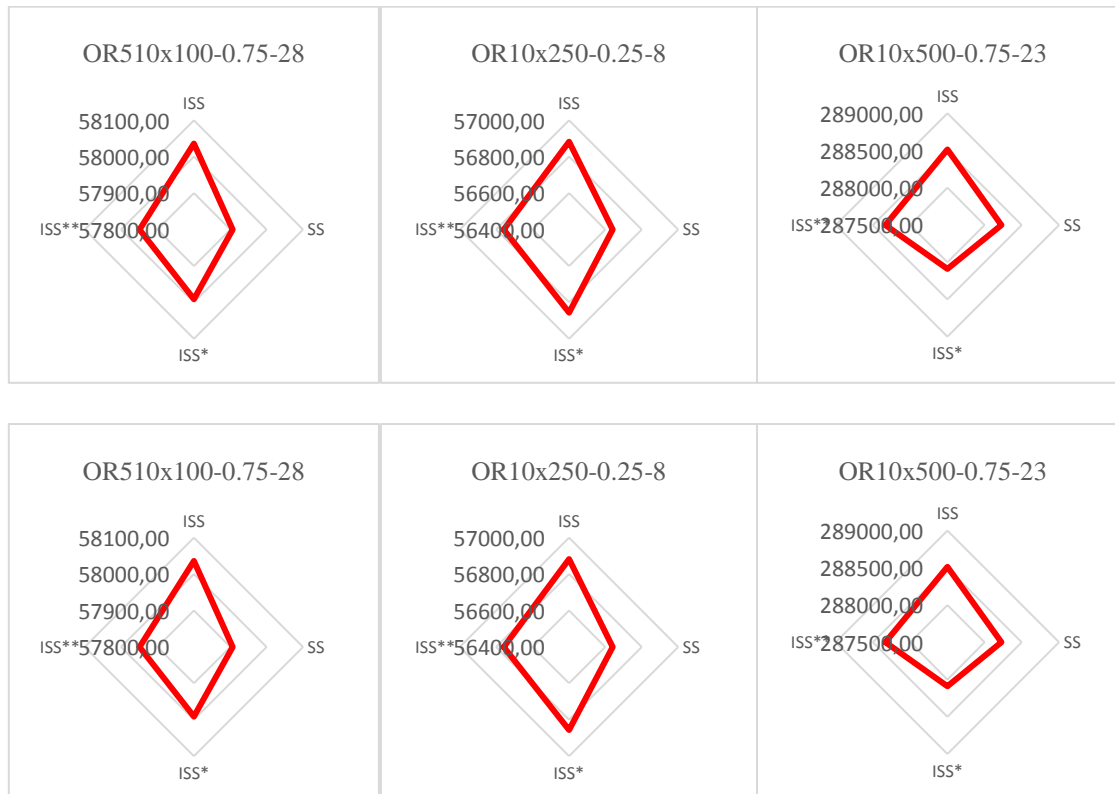 OR510x100-0.75-28
ISS
58100,00
58000,00
57900,00
ISS**
57800,00
SS
ISS*
OR10x250-0.25-8
ISS
57000,00
56800,00
56600,00
ISS**
56400,00
SS
ISS*
OR10x500-0.75-23
ISS
289000,00
288500,00
288000,00
ISS**
287500,00
SS
ISS*
OR510x100-0.75-28
ISS
58100,00
58000,00
57900,00
ISS**
57800,00
SS
ISS*
OR10x250-0.25-8
ISS
57000,00
56800,00
56600,00
ISS**
56400,00
SS
ISS*
OR10x500-0.75-23
ISS
289000,00
288500,00
288000,00
ISS**
287500,00
SS
ISS*